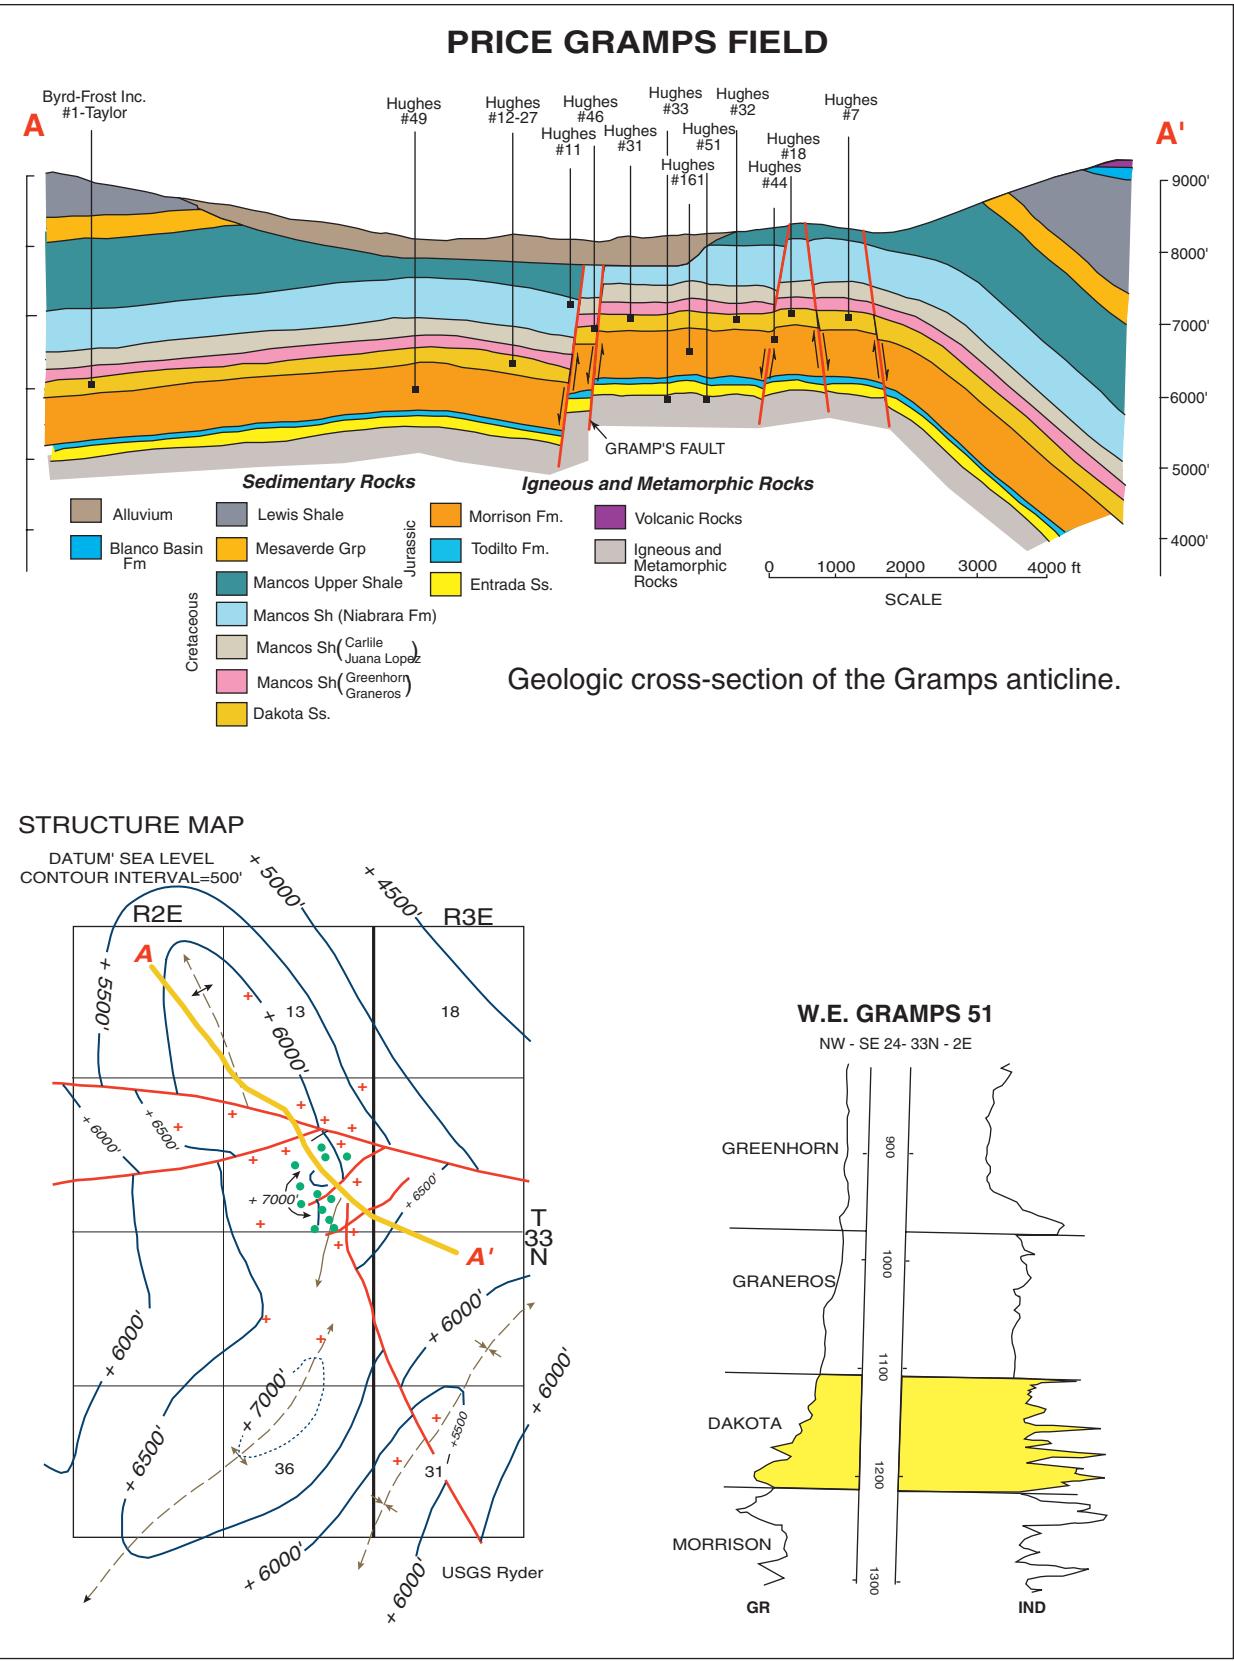 PRICE GRAMPS FIELD
Byrd-Frost Inc.
#1-Taylor
A
Hughes
#49
Hughes
#12-27
Hughes
#46
Hughes
#11
Hughes
#31
Hughes
#33
Hughes
#51
Hughes
#161
Hughes
#32
Hughes
#18
Hughes
#44
Hughes
#7
A'
9000'
8000'
7000'
6000'
5000'
4000'
GRAMP'S FAULT
Sedimentary Rocks
Igneous and Metamorphic Rocks
Alluvium
Blanco Basin
Fm
Cretaceous
Lewis Shale
Mesaverde Grp
Mancos Upper Shale
Mancos Sh (Niabrara Fm)
Mancos Sh(Carlile
Juana Lopez)
Mancos Sh(Greenhorn
Graneros)
Dakota Ss.
Jurassic
Morrison Fm.
Todilto Fm.
Entrada Ss.
Volcanic Rocks
Igneous and
Metamorphic
Rocks
0 1000 2000 3000 4000 ft
SCALE
Geologic cross-section of the Gramps anticline.
STRUCTURE MAP
DATUM' SEA LEVEL
CONTOUR INTERVAL=500'
+ 5000'
+ 4500'
R2E
R3E
A
+ 5500'
13
18
+ 6000'
+ 6000'
+ 6500'
+ 7000'
+ 6500'
T
33
N
A'
+ 6000'
+ 6000'
+ 7000'
+ 6000'
+ 6500'
+5500
36
31
+ 6000'
+ 6000'
USGS Ryder
W.E. GRAMPS 51
NW - SE 24- 33N - 2E
GREENHORN
900
GRANEROS
1000
1100
DAKOTA
1200
MORRISON
1300
GR
IND